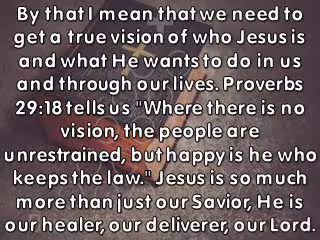 By that I mean that we need to
get a true vision of who Jesus is
and what He wants to do in us
and through our lives. Proverbs
29:18 tells us "Where there is no
vision, the people are
unrestrained, but happy is he who
keeps the law." Jesus is so much
more than just our Savior, He is
our healer, our deliverer, our Lord.